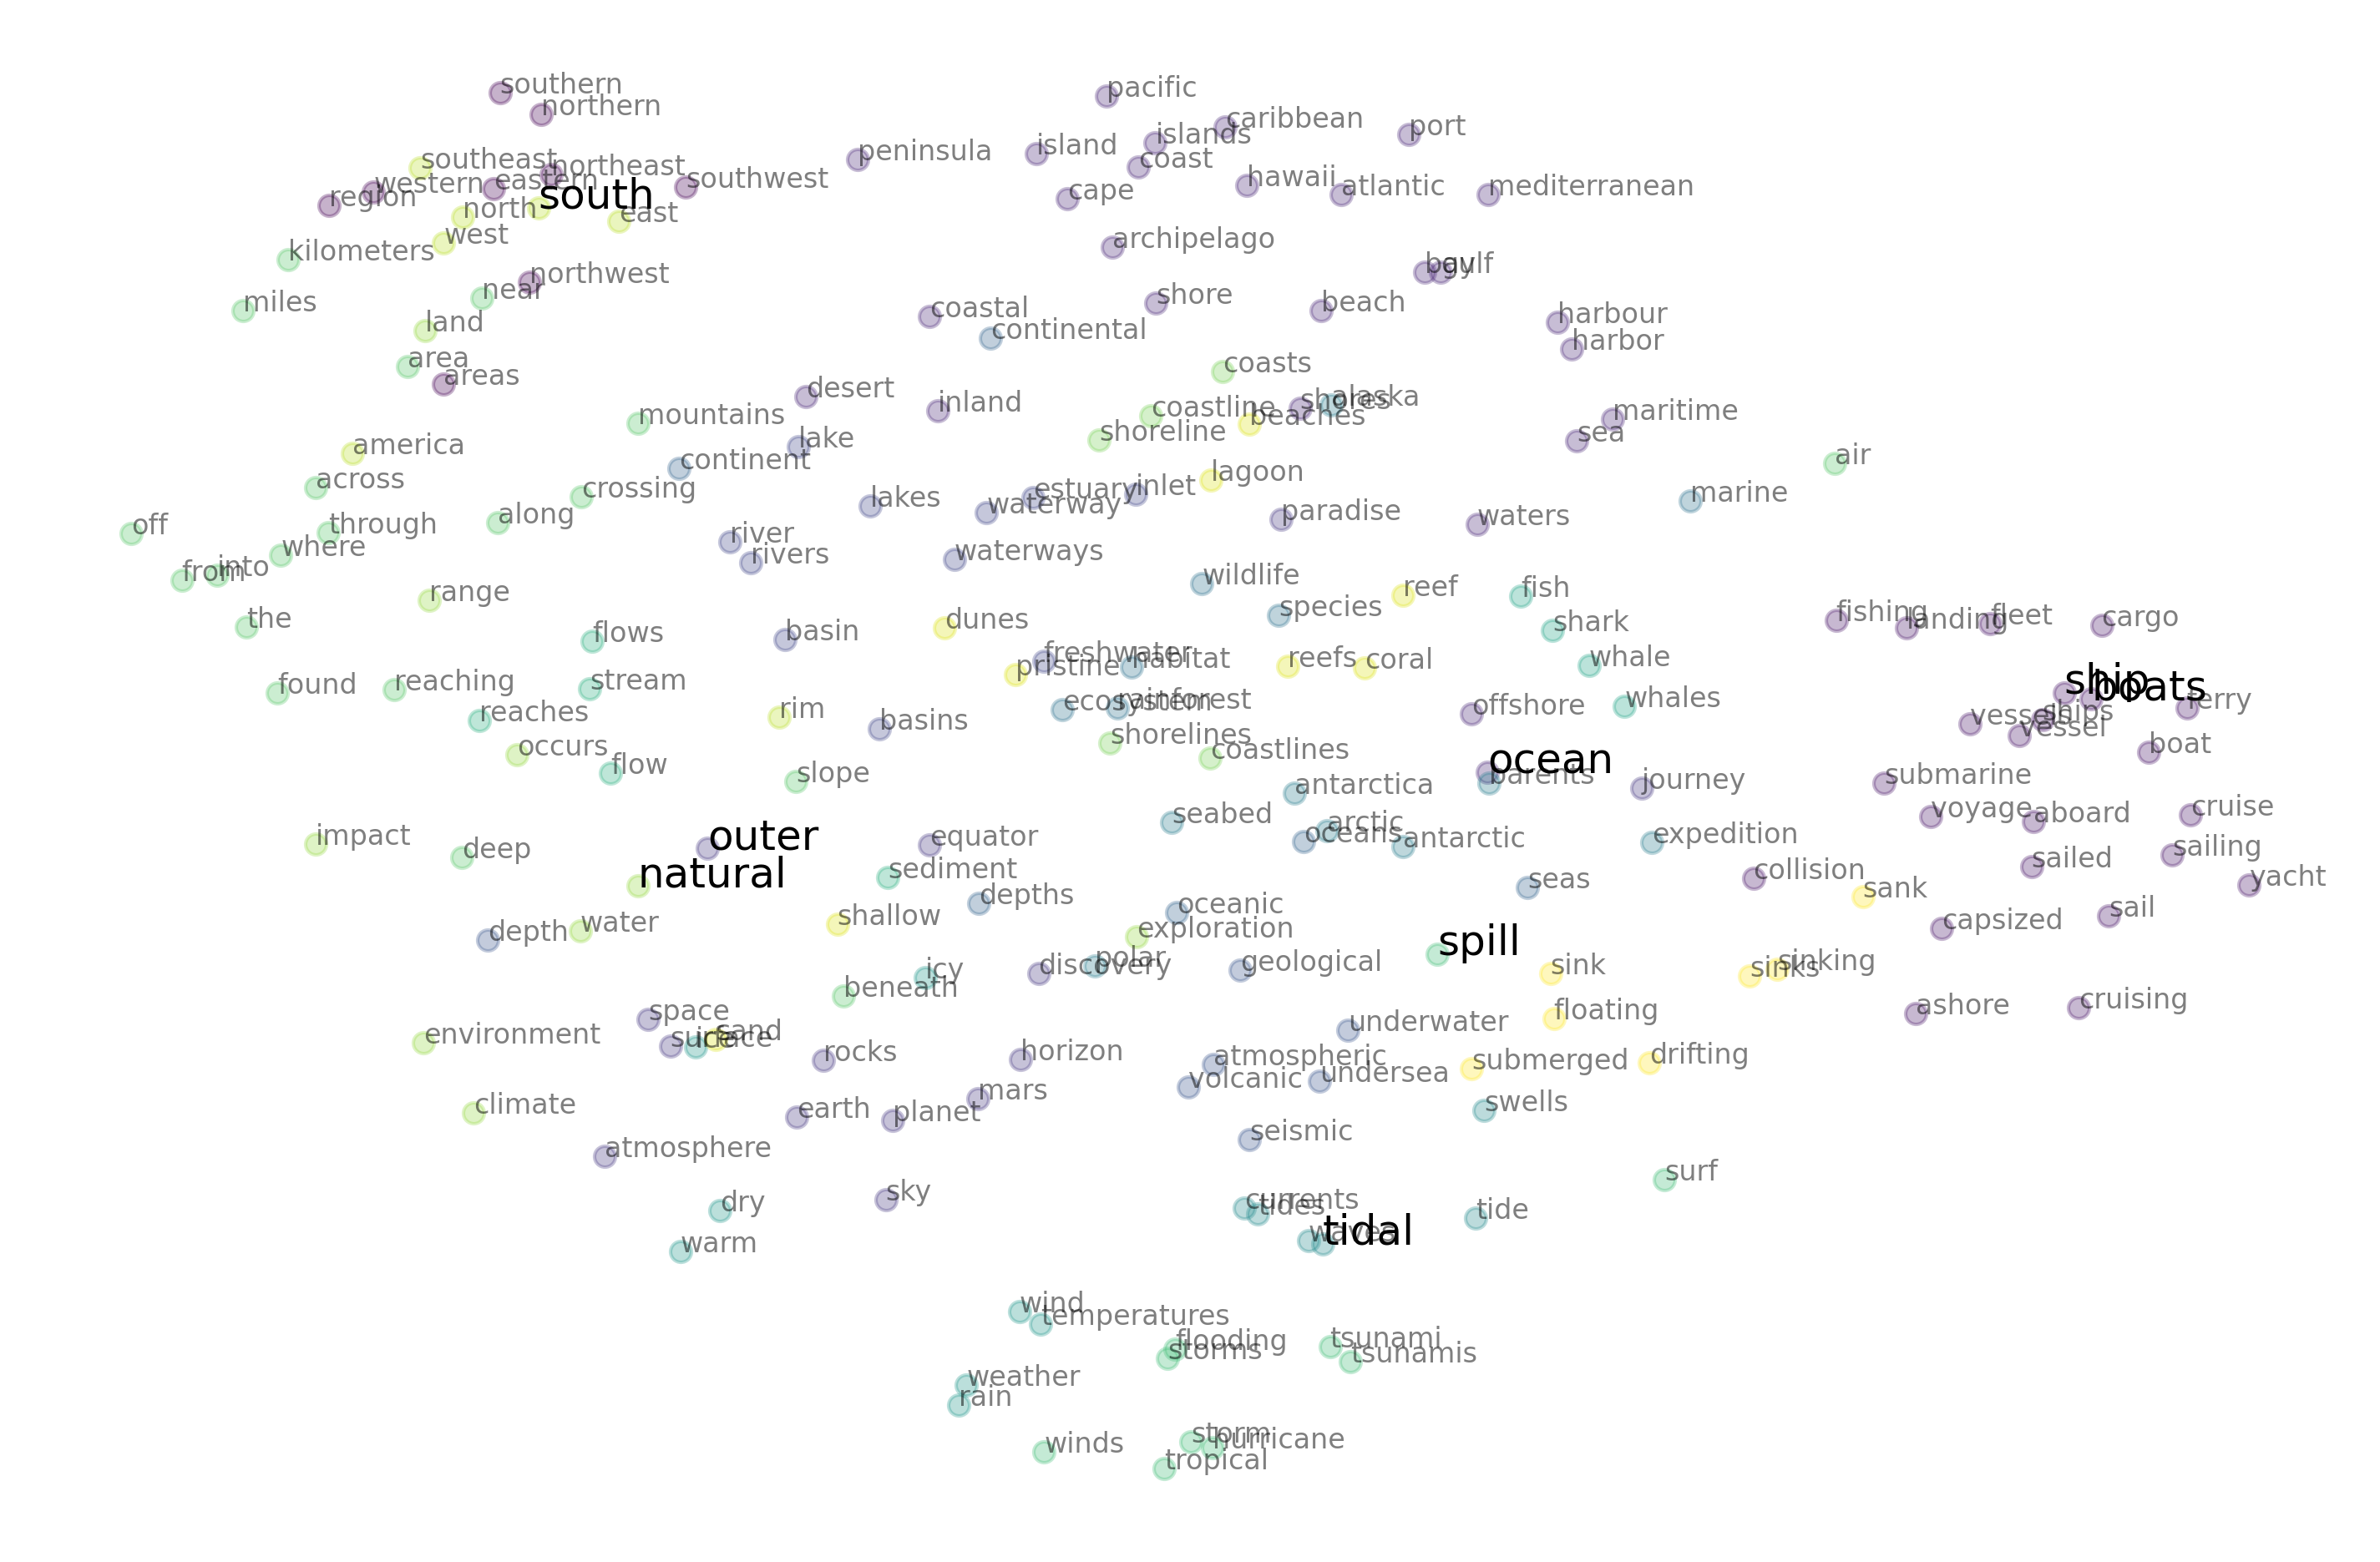 southern
northern
pacific
caribbean
port
islands
island
coast
peninsula
southeast
northeast
western
eastern
southwest
south
region
north
east
west
cape
hawaii
atlantic
mediterranean
archipelago
kilometers
northwest
near
miles
bay
gulf
land
coastal
continental
shore
beach
harbour
harbor
area
areas
desert
inland
coasts
shores
alaska
beaches
coastline
shoreline
maritime
sea
mountains
lake
continent
america
across
crossing
lakes
waterway
estuary
inlet
lagoon
air
marine
off
through
along
where
from
into
river
rivers
waterways
paradise
waters
the
range
flows
basin
dunes
wildlife
species
reef
fish
shark
fishing
landing
fleet
cargo
found
reaching
stream
reaches
freshwater
pristine
habitat
reefs
coral
whale
whales
ship
boats
ferry
vessels
ships
vessel
boat
occurs
flow
rim
basins
slope
ecosystem
rainforest
shorelines
coastlines
offshore
ocean
barents
journey
submarine
antarctica
seabed
arctic
oceans
antarctic
expedition
voyage
aboard
cruise
impact
deep
outer
natural
equator
sediment
depths
seas
collision
sailed
sailing
sank
yacht
capsized
sail
depth
water
shallow
oceanic
exploration
spill
icy
beneath
discovery
polar
geological
sink
sinks
sinking
floating
ashore
cruising
environment
space
surface
ice
sand
rocks
horizon
underwater
atmospheric
volcanic
undersea
submerged
drifting
climate
earth
planet
mars
swells
seismic
atmosphere
dry
sky
surf
currents
tides
waves
tidal
tide
warm
wind
temperatures
flooding
storms
tsunami
tsunamis
weather
rain
winds
storm
hurricane
tropical